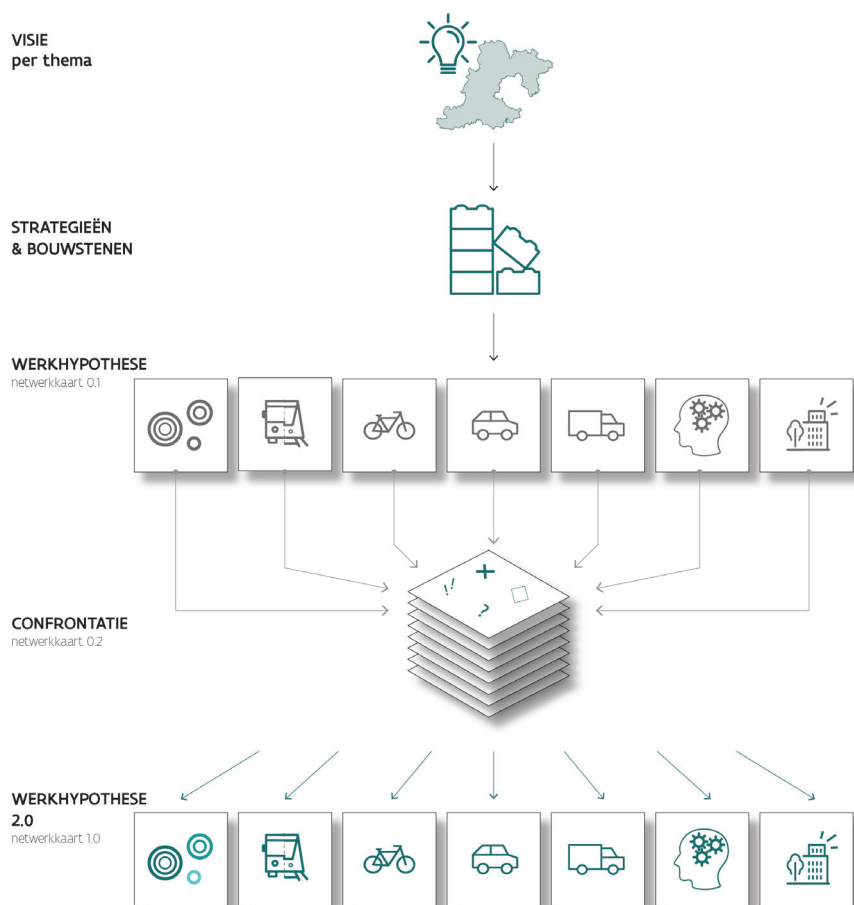 VISIE
per thema
STRATEGIEËN
& BOUWSTENEN
WERKHYPOTHESE
netwerkkaart 0.1
!! + ?
CONFRONTATIE
netwerkkaart 0.2
WERKHYPOTHESE
2.0
netwerkkaart 1.0